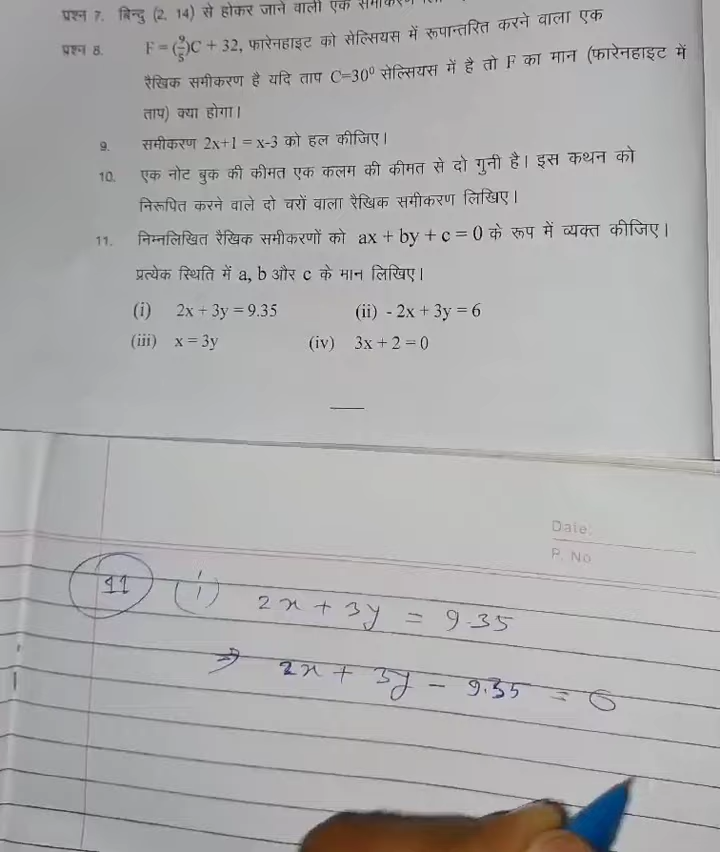 प्रश्न 7. बिन्दु (2, 14) से होकर जाने वाली एक
प्रश्न 8. F = (9/5)C + 32, फारेनहाइट को सेल्सियस में रूपान्तरित करने वाला एक
रैखिक समीकरण है यदि ताप C=30⁰ सेल्सियस में है तो F का मान (फारेनहाइट में
ताप) क्या होगा।
9. समीकरण 2x+1 = x-3 को हल कीजिए।
10. एक नोट बुक की कीमत एक कलम की कीमत से दो गुनी है। इस कथन को
निरूपित करने वाले दो चरों वाला रैखिक समीकरण लिखिए।
11. निम्नलिखित रैखिक समीकरणों को ax + by + c = 0 के रूप में व्यक्त कीजिए।
प्रत्येक स्थिति में a, b और c के मान लिखिए।
(i) 2x + 3y = 9.35 (ii) - 2x + 3y = 6
(iii) x = 3y (iv) 3x + 2 = 0
Date:
P. No
11 (i) 2x + 3y = 9.35
⇒ 2x + 3y - 9.35 = 0